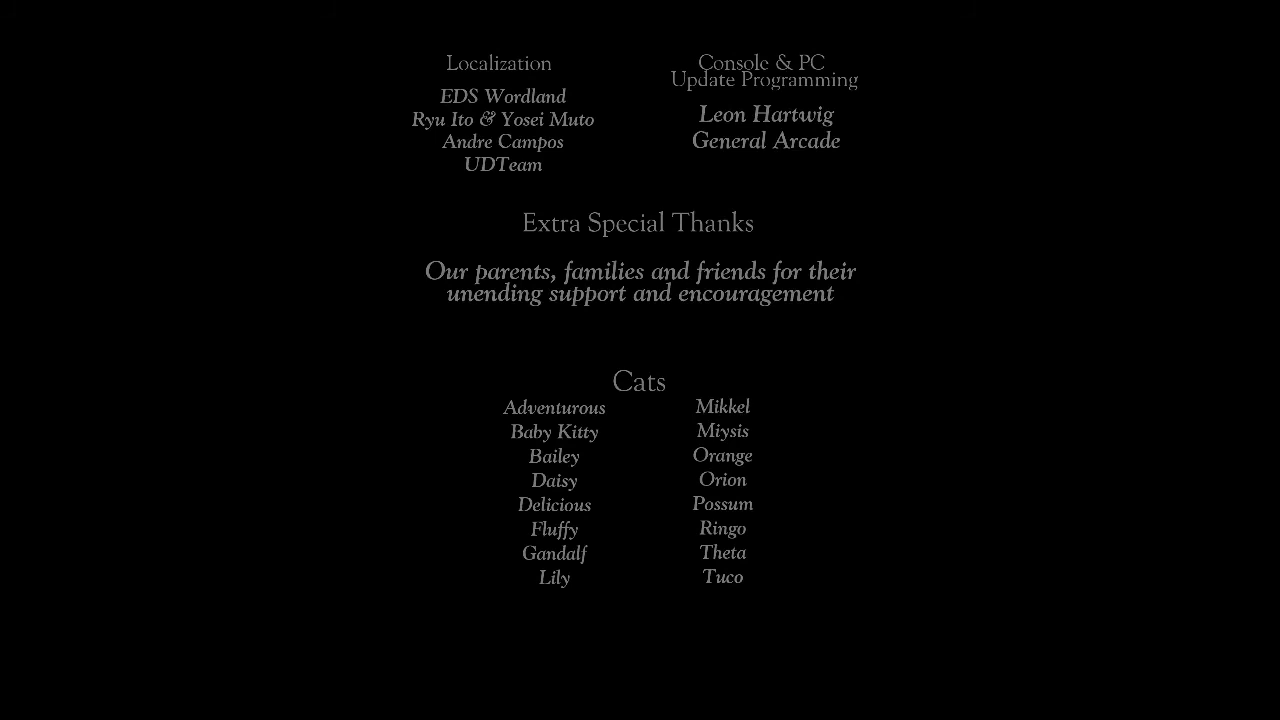 Localization
EDS Wordland
Ryu Ito & Yosei Muto
Andre Campos
UDTeam
Console & PC
Update Programming
Leon Hartwig
General Arcade
Extra Special Thanks
Our parents, families and friends for their
unending support and encouragement
Cats
Adventurous
Baby Kitty
Bailey
Daisy
Delicious
Fluffy
Gandalf
Lily
Mikkel
Miysis
Orange
Orion
Possum
Ringo
Theta
Tuco